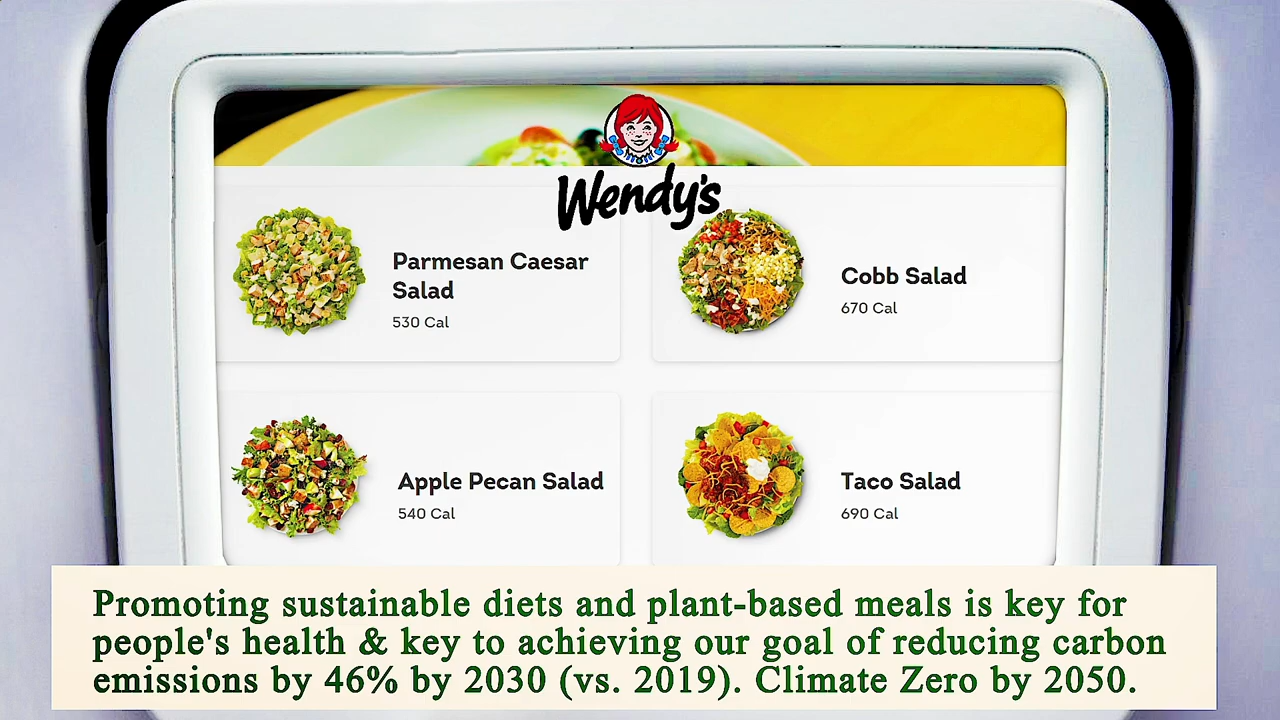 Wendy's
Parmesan Caesar
Salad
530 Cal
Cobb Salad
670 Cal
Apple Pecan Salad
540 Cal
Taco Salad
690 Cal
Promoting sustainable diets and plant-based meals is key for
people's health & key to achieving our goal of reducing carbon
emissions by 46% by 2030 (vs. 2019). Climate Zero by 2050.